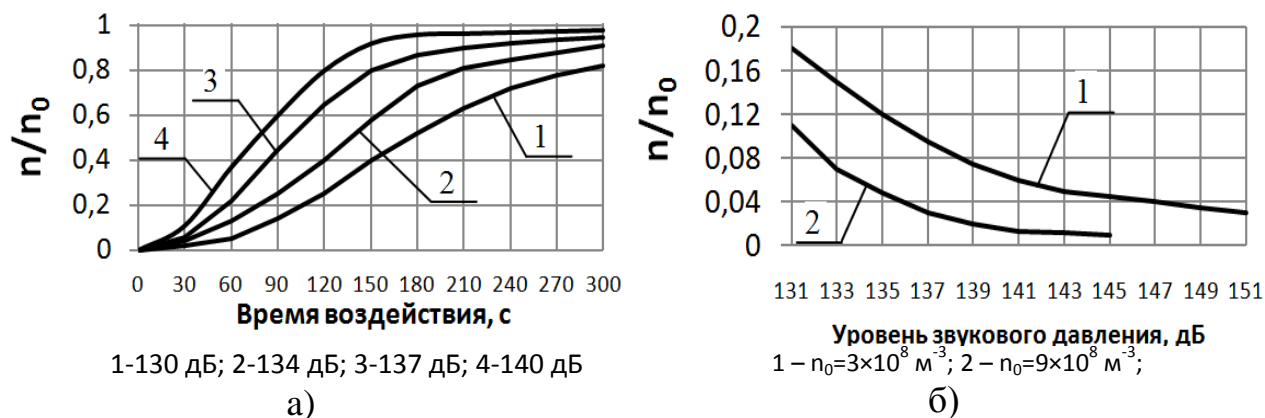 n/n₀
1
0,8
0,6
0,4
0,2
0
3
4
1
2
0 30 60 90 120 150 180 210 240 270 300
Время воздействия, с
1-130 дБ; 2-134 дБ; 3-137 дБ; 4-140 дБ
а)
n/n₀
0,2
0,16
0,12
0,08
0,04
0
1
2
131 133 135 137 139 141 143 145 147 149 151
Уровень звукового давления, дБ
1 – n₀=3×10⁸ м⁻³; 2 – n₀=9×10⁸ м⁻³;
б)